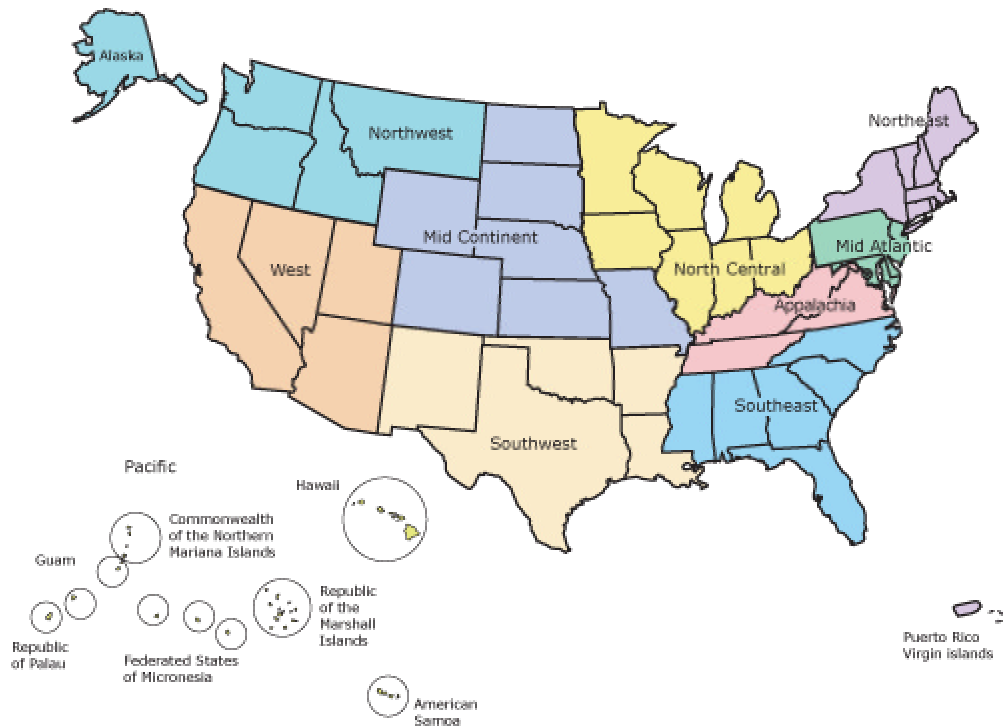 Alaska
Northwest
Northeast
Mid Continent
Mid Atlantic
West
North Central
Appalachia
Southeast
Southwest
Pacific
Hawaii
Commonwealth
of the Northern
Mariana Islands
Guam
Republic
of the
Marshall
Islands
Republic
of Palau
Federated States
of Micronesia
Puerto Rico
Virgin islands
American
Samoa